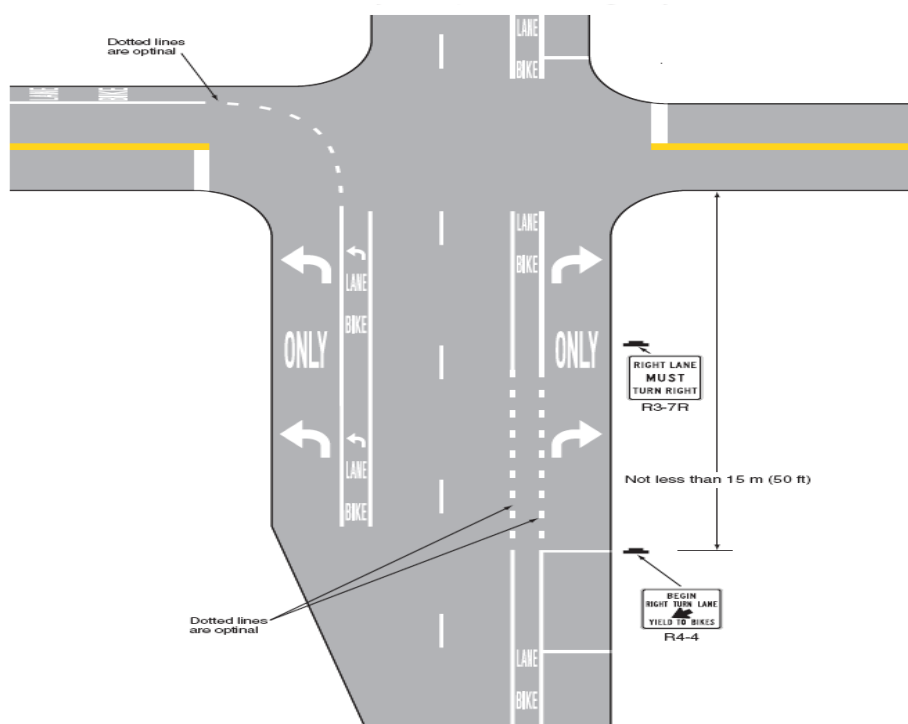 LANE
BIKE
Dotted lines
are optinal
LANE BIKE
LANE
BIKE
LANE
BIKE
ONLY
ONLY
RIGHT LANE
MUST
TURN RIGHT
R3-7R
LANE
BIKE
Not less than 15 m (50 ft)
BEGIN
RIGHT TURN LANE
YIELD TO BIKES
R4-4
Dotted lines
are optinal
LANE
BIKE